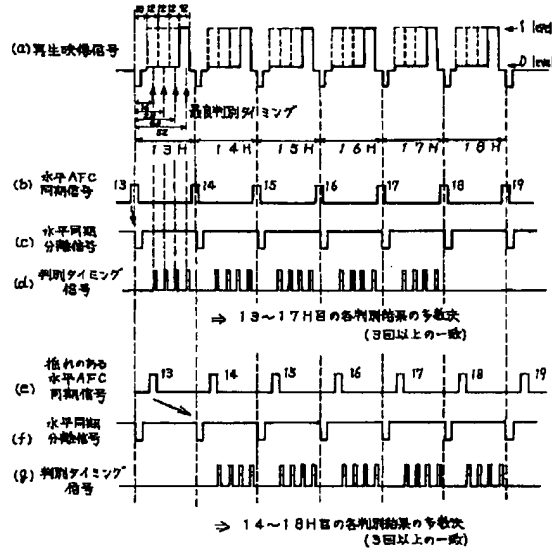 (a)再生映像信号
1 level
0 level
最良判別タイミング
13H 14H 15H 16H 17H 18H
(b) 水平AFC
同期信号
13 14 15 16 17 18 19
(c) 水平同期
分離信号
(d) 判別タイミング
信号
⇒ 13〜17H目の各判別結果の多数決
(3回以上の一致)
(e) 揺れのある
水平AFC
同期信号
13 14 15 16 17 18 19
(f) 水平同期
分離信号
(g) 判別タイミング
信号
⇒ 14〜18H目の各判別結果の多数決
(3回以上の一致)